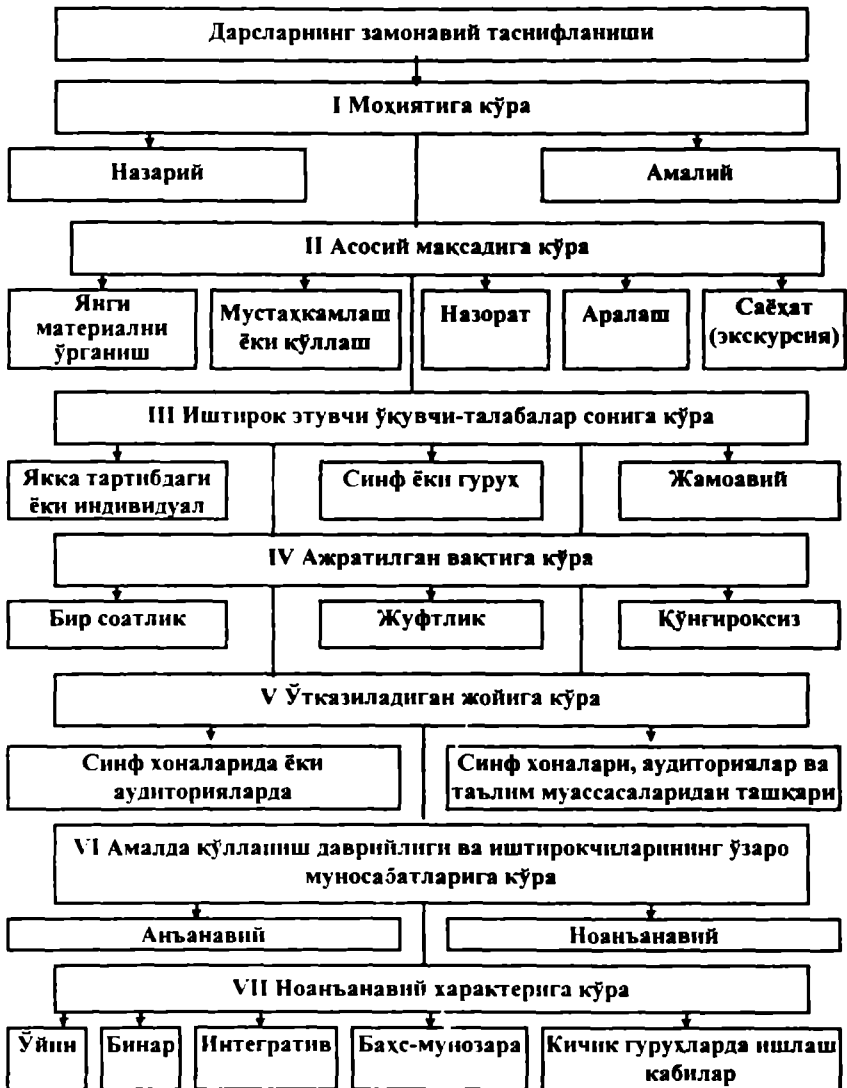 Дарсларнинг замонавий таснифланиши
I Моҳиятига кўра
Назарий
Амалий
II Асосий мақсадига кўра
Янги
материални
ўрганиш
Мустаҳкамлаш
ёки қўллаш
Назорат
Аралаш
Саёҳат
(экскурсия)
III Иштирок этувчи ўқувчи-талабалар сонига кўра
Якка тартибдаги
ёки индивидуал
Синф ёки гуруҳ
Жамоавий
IV Ажратилган вақтига кўра
Бир соатлик
Жуфтлик
Қўнғироқсиз
V Ўтказиладиган жойига кўра
Синф хоналарида ёки
аудиторияларда
Синф хоналари, аудиториялар ва
таълим муассасаларидан ташқари
VI Амалда қўлланиш даврийлиги ва иштирокчиларининг ўзаро
муносабатларига кўра
Анъанавий
Ноанъанавий
VII Ноанъанавий характерига кўра
Ўйин
Бинар
Интегратив
Баҳс-мунозара
Кичик гуруҳларда ишлаш
кабилар